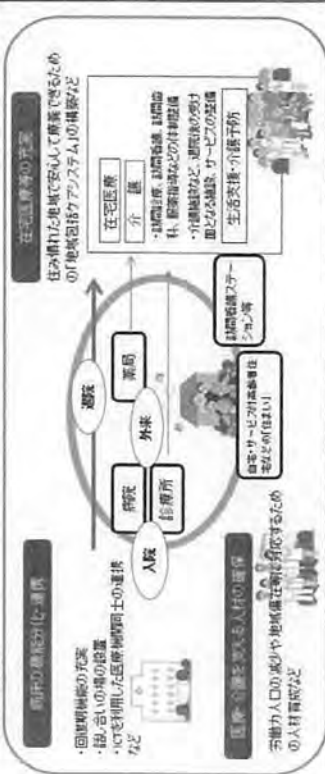 病床の機能分化・連携
・回復期機能の充実
・話し合いの場の設置
・ICTを利用した医療機関同士の連携
など
退院
病院
診療所
入院
外来
薬局
在宅医療等の充実
住み慣れた地域で安心して療養できるため
の「地域包括ケアシステム」の構築など
在宅医療
介護
・訪問診療、訪問看護、訪問歯
科、服薬指導などの体制整備
・介護施設など、退院後の受け
皿となる施設、サービスの整備
生活支援・介護予防
訪問看護ステー
ション等
自宅・サービス付高齢者住
宅などの「住まい」
医療・介護を支える人材の確保
労働力人口の減少や地域偏在等に対応するため
の人材育成など